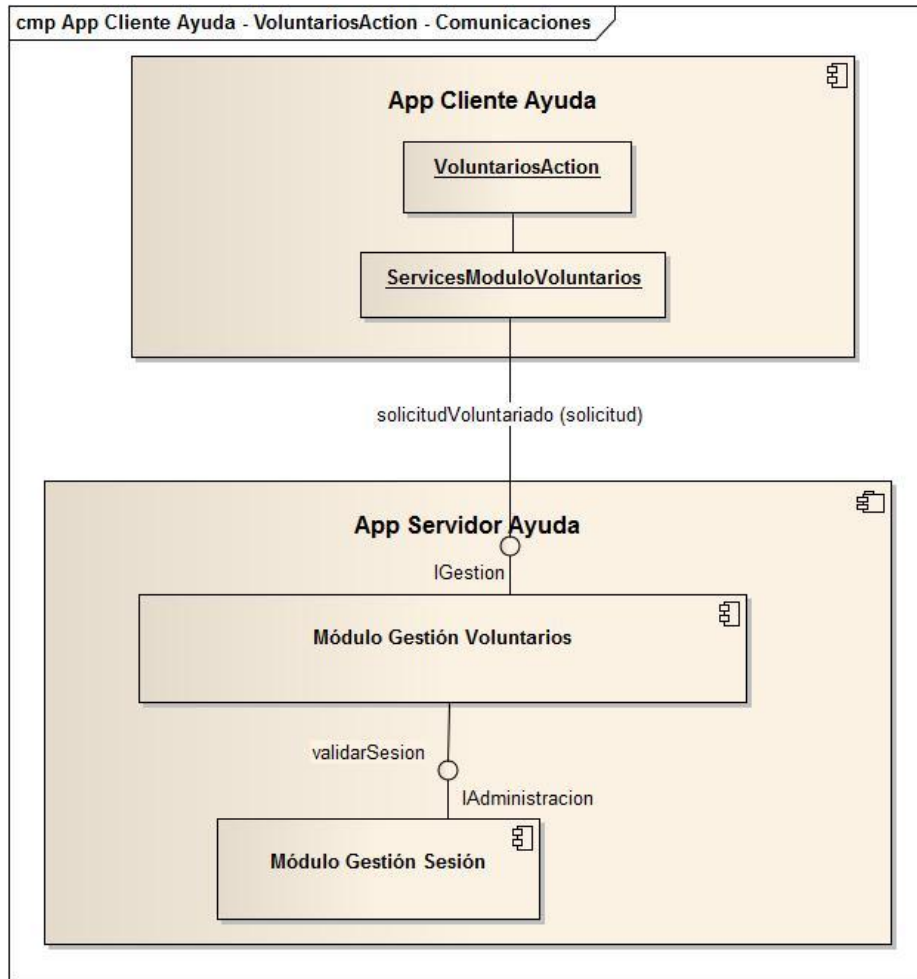 cmp App Cliente Ayuda - VoluntariosAction - Comunicaciones
App Cliente Ayuda
VoluntariosAction
ServicesModuloVoluntarios
solicitudVoluntariado (solicitud)
App Servidor Ayuda
IGestion
Módulo Gestión Voluntarios
validarSesion
IAdministracion
Módulo Gestión Sesión